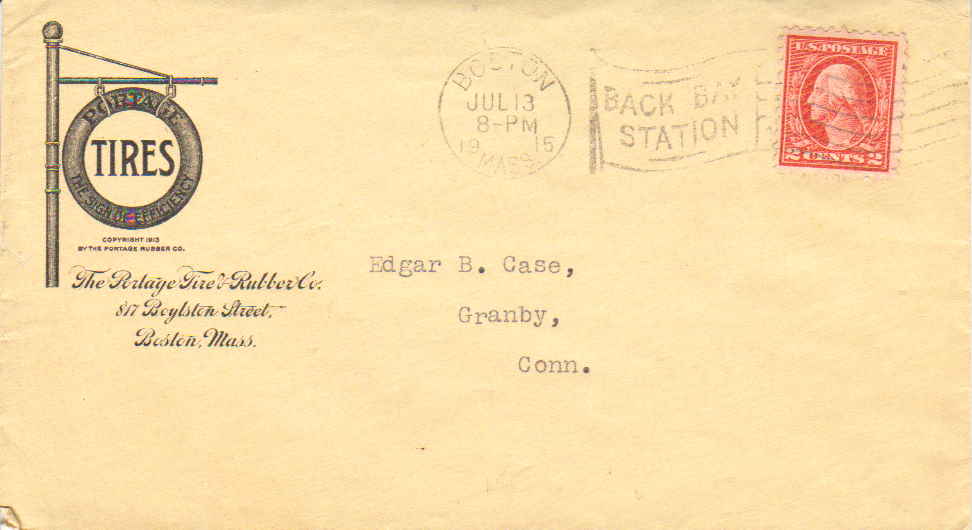 PORTAGE
TIRES
THE SIGN OF EFFICIENCY
COPYRIGHT 1913
BY THE PORTAGE RUBBER CO.
The Portage Tire & Rubber Co.
817 Boylston Street,
Boston, Mass.
BOSTON
JUL 13
8-PM
19 15
MASS.
BACK BAY
STATION
U.S. POSTAGE
2 CENTS 2
Edgar B. Case,
Granby,
Conn.